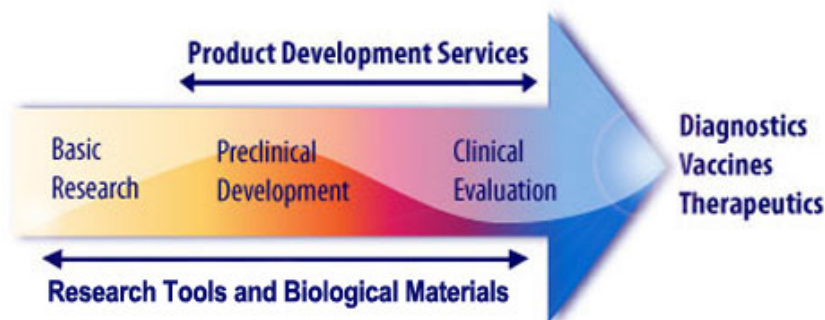 Product Development Services
Basic
Research
Preclinical
Development
Clinical
Evaluation
Diagnostics
Vaccines
Therapeutics
Research Tools and Biological Materials